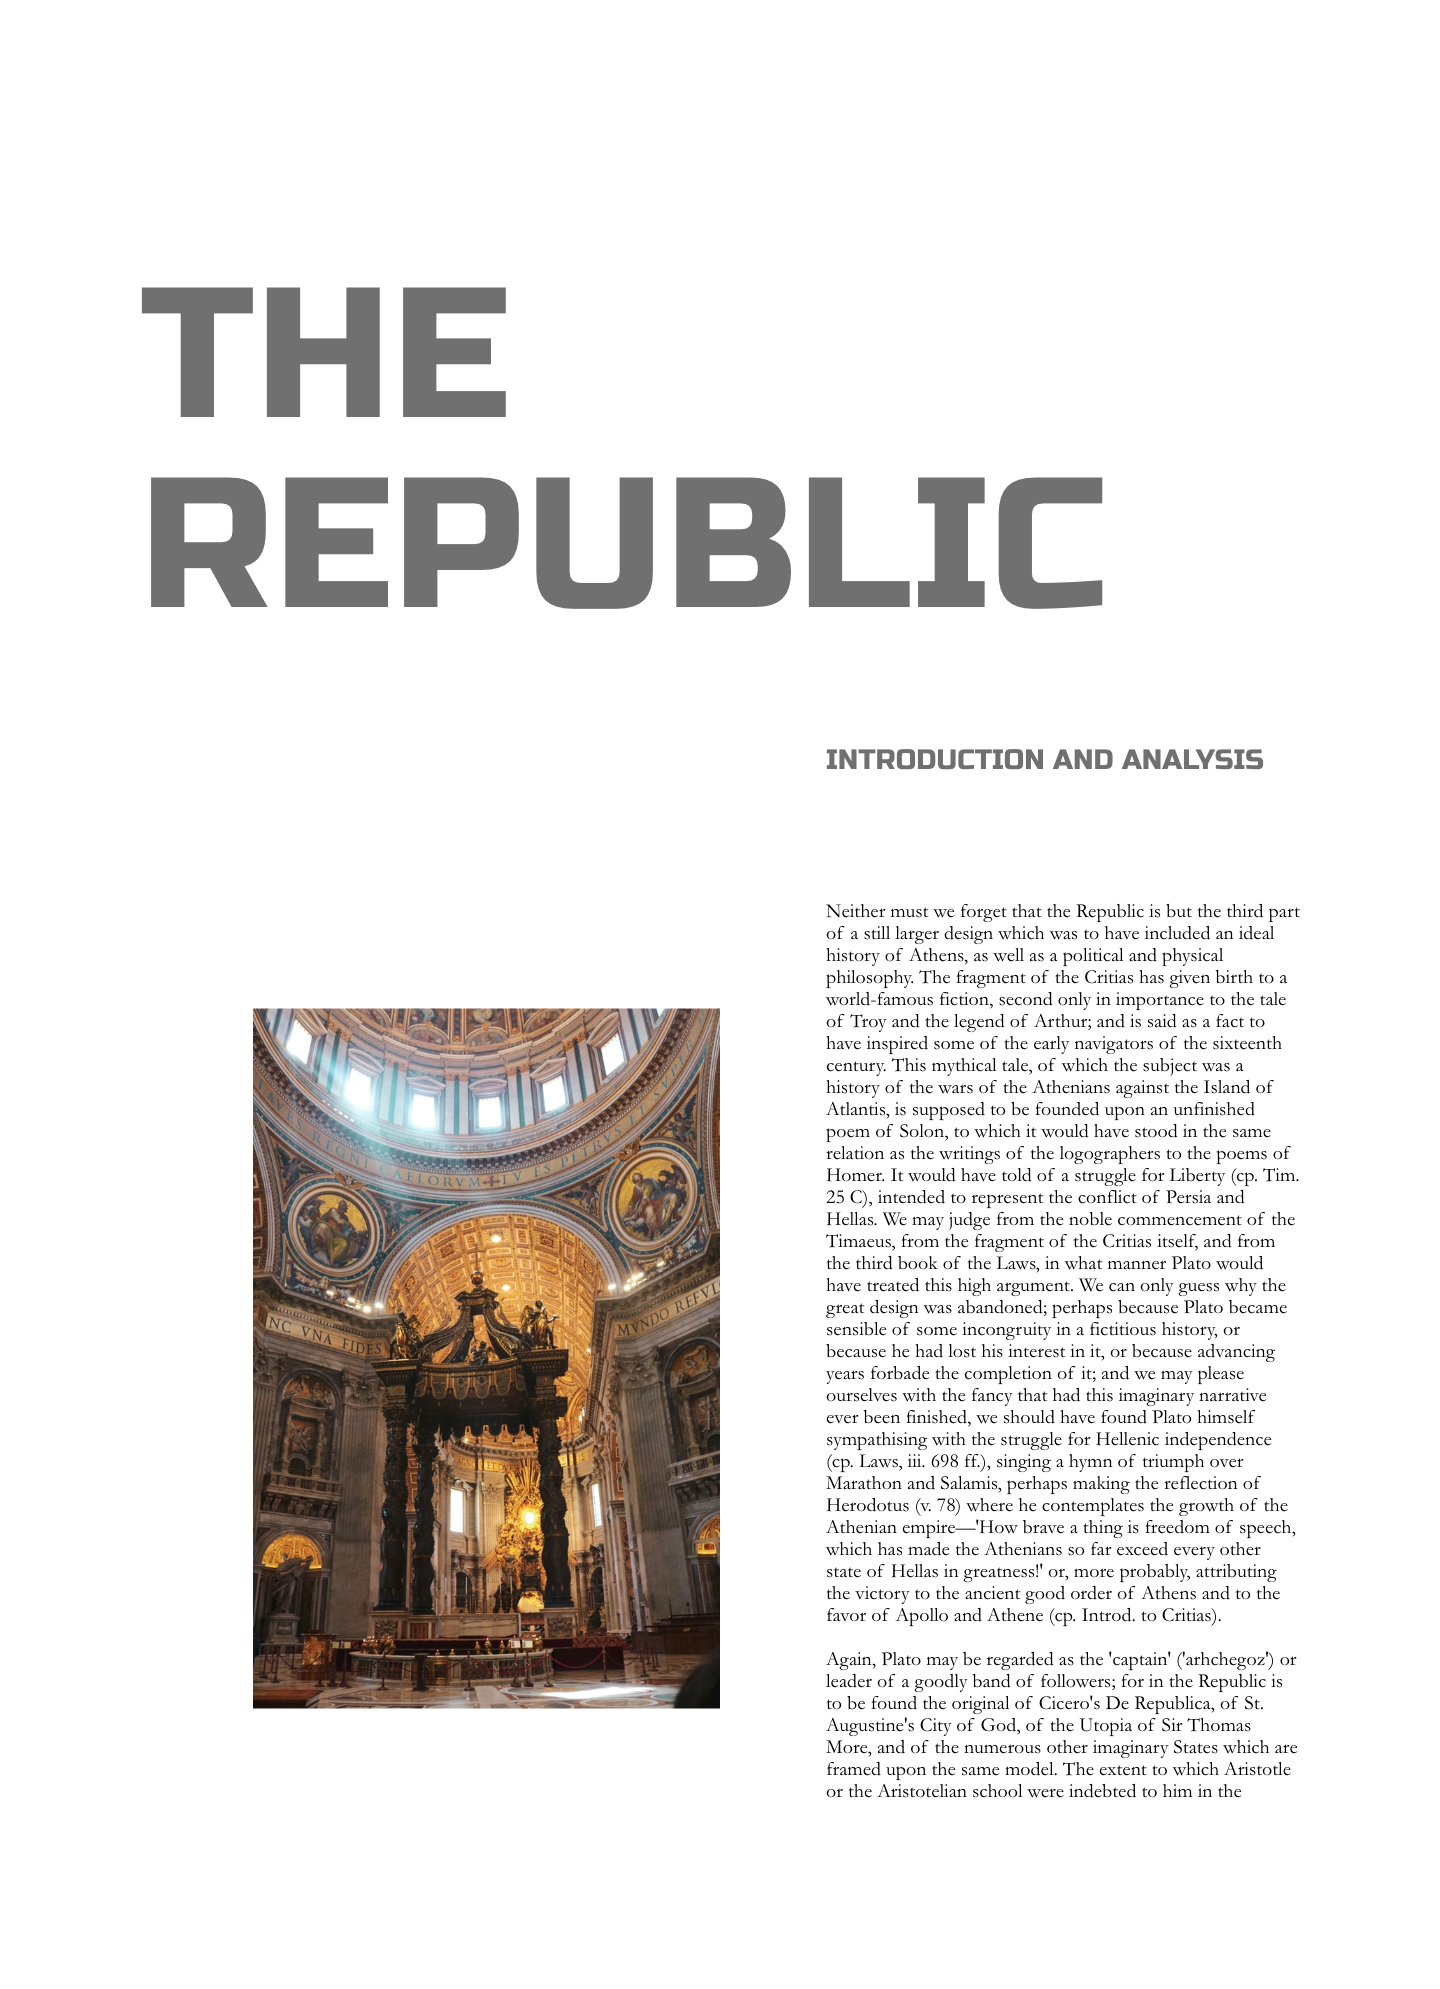 THE
REPUBLIC
INTRODUCTION AND ANALYSIS
Neither must we forget that the Republic is but the third part
of a still larger design which was to have included an ideal
history of Athens, as well as a political and physical
philosophy. The fragment of the Critias has given birth to a
world-famous fiction, second only in importance to the tale
of Troy and the legend of Arthur; and is said as a fact to
have inspired some of the early navigators of the sixteenth
century. This mythical tale, of which the subject was a
history of the wars of the Athenians against the Island of
Atlantis, is supposed to be founded upon an unfinished
poem of Solon, to which it would have stood in the same
relation as the writings of the logographers to the poems of
Homer. It would have told of a struggle for Liberty (cp. Tim.
25 C), intended to represent the conflict of Persia and
Hellas. We may judge from the noble commencement of the
Timaeus, from the fragment of the Critias itself, and from
the third book of the Laws, in what manner Plato would
have treated this high argument. We can only guess why the
great design was abandoned; perhaps because Plato became
sensible of some incongruity in a fictitious history, or
because he had lost his interest in it, or because advancing
years forbade the completion of it; and we may please
ourselves with the fancy that had this imaginary narrative
ever been finished, we should have found Plato himself
sympathising with the struggle for Hellenic independence
(cp. Laws, iii. 698 ff.), singing a hymn of triumph over
Marathon and Salamis, perhaps making the reflection of
Herodotus (v. 78) where he contemplates the growth of the
Athenian empire—'How brave a thing is freedom of speech,
which has made the Athenians so far exceed every other
state of Hellas in greatness!' or, more probably, attributing
the victory to the ancient good order of Athens and to the
favor of Apollo and Athene (cp. Introd. to Critias).
Again, Plato may be regarded as the 'captain' ('arhchegoz') or
leader of a goodly band of followers; for in the Republic is
to be found the original of Cicero's De Republica, of St.
Augustine's City of God, of the Utopia of Sir Thomas
More, and of the numerous other imaginary States which are
framed upon the same model. The extent to which Aristotle
or the Aristotelian school were indebted to him in the
ELORVM TV ES PETRVS ET
NC VNA FIDES
MVNDO REFVL